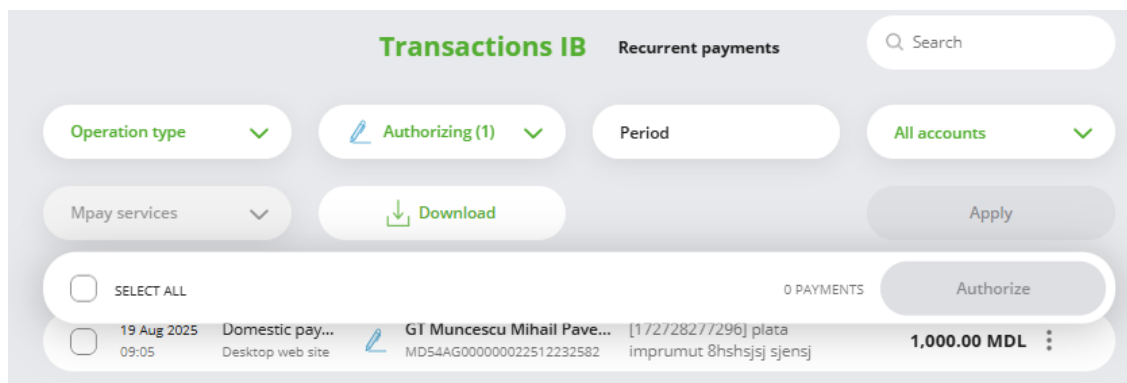 Transactions IB
Recurrent payments
Search
Operation type
Authorizing (1)
Period
All accounts
Mpay services
Download
Apply
SELECT ALL
0 PAYMENTS
Authorize
19 Aug 2025
09:05
Domestic pay...
Desktop web site
GT Muncescu Mihail Pave...
MD54AG000000022512232582
[172728277296] plata
imprumut 8hshsjsj sjensj
1,000.00 MDL